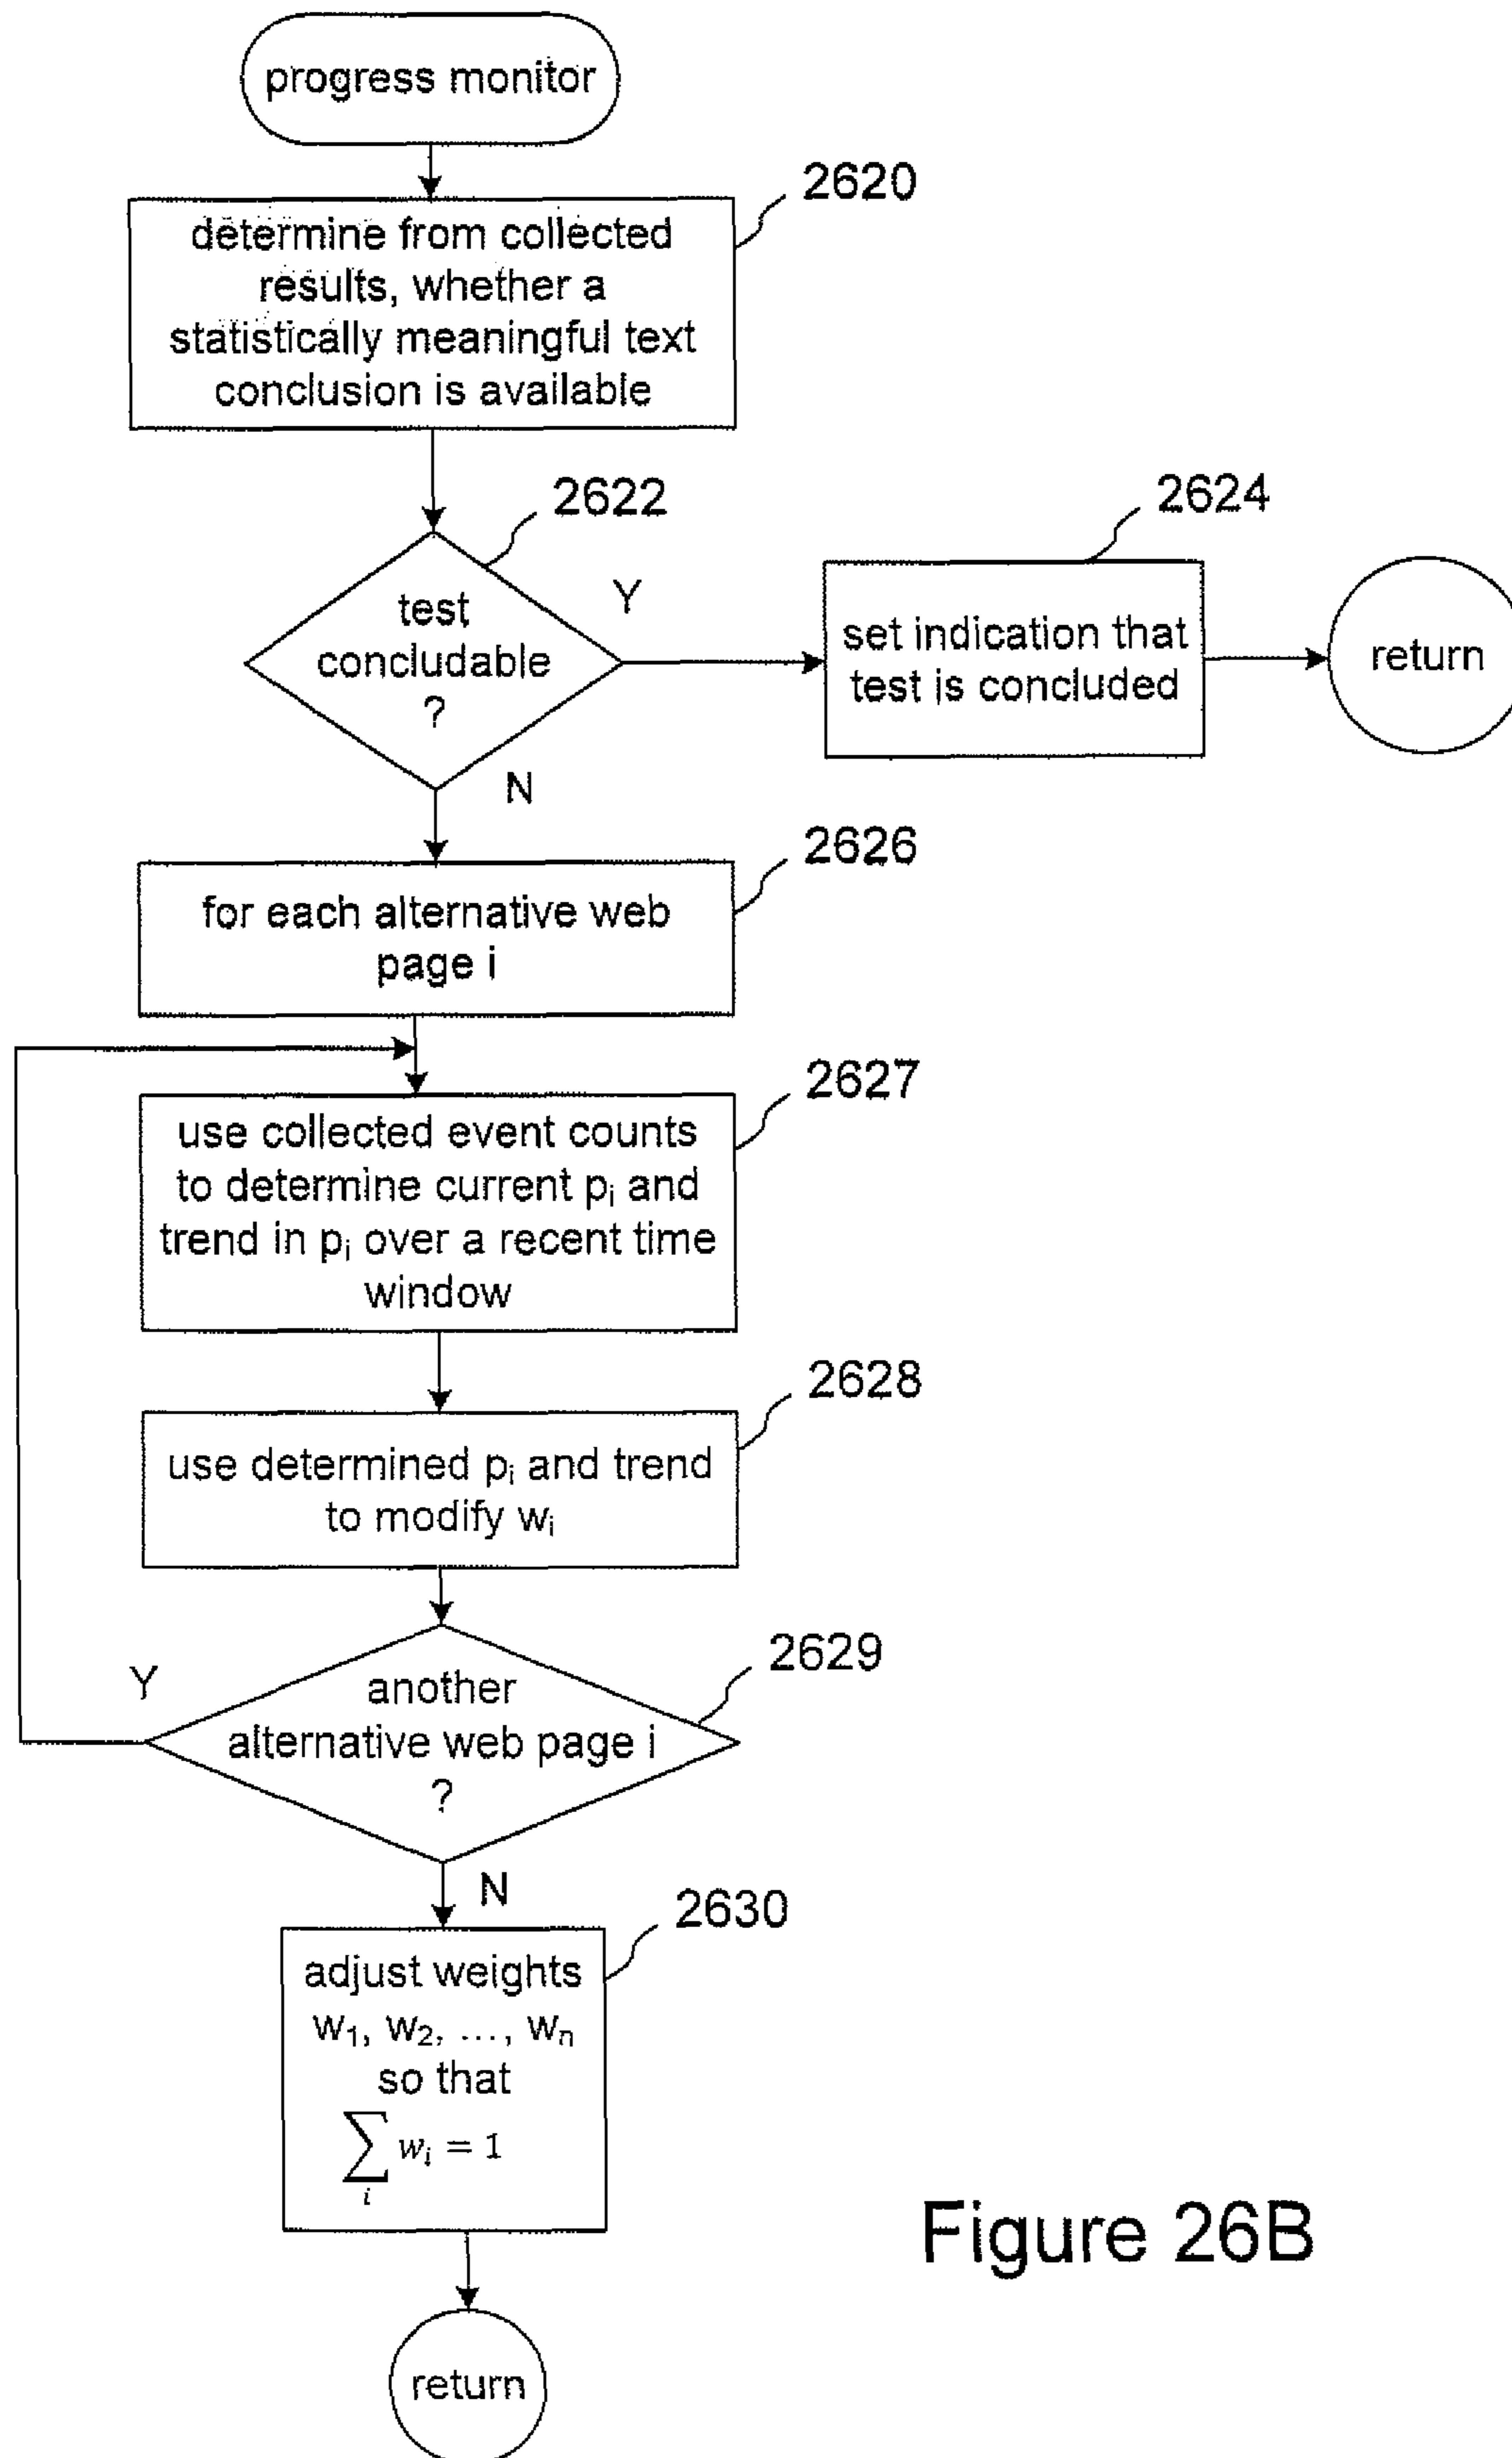 progress monitor
2620
determine from collected
results, whether a
statistically meaningful text
conclusion is available
2622
test
concludable
?
Y
N
2624
set indication that
test is concluded
return
2626
for each alternative web
page i
2627
use collected event counts
to determine current pᵢ and
trend in pᵢ over a recent time
window
2628
use determined pᵢ and trend
to modify wᵢ
2629
another
alternative web page i
?
Y
N
2630
adjust weights
w₁, w₂, ..., wₙ
so that
∑ wᵢ = 1
i
return
Figure 26B